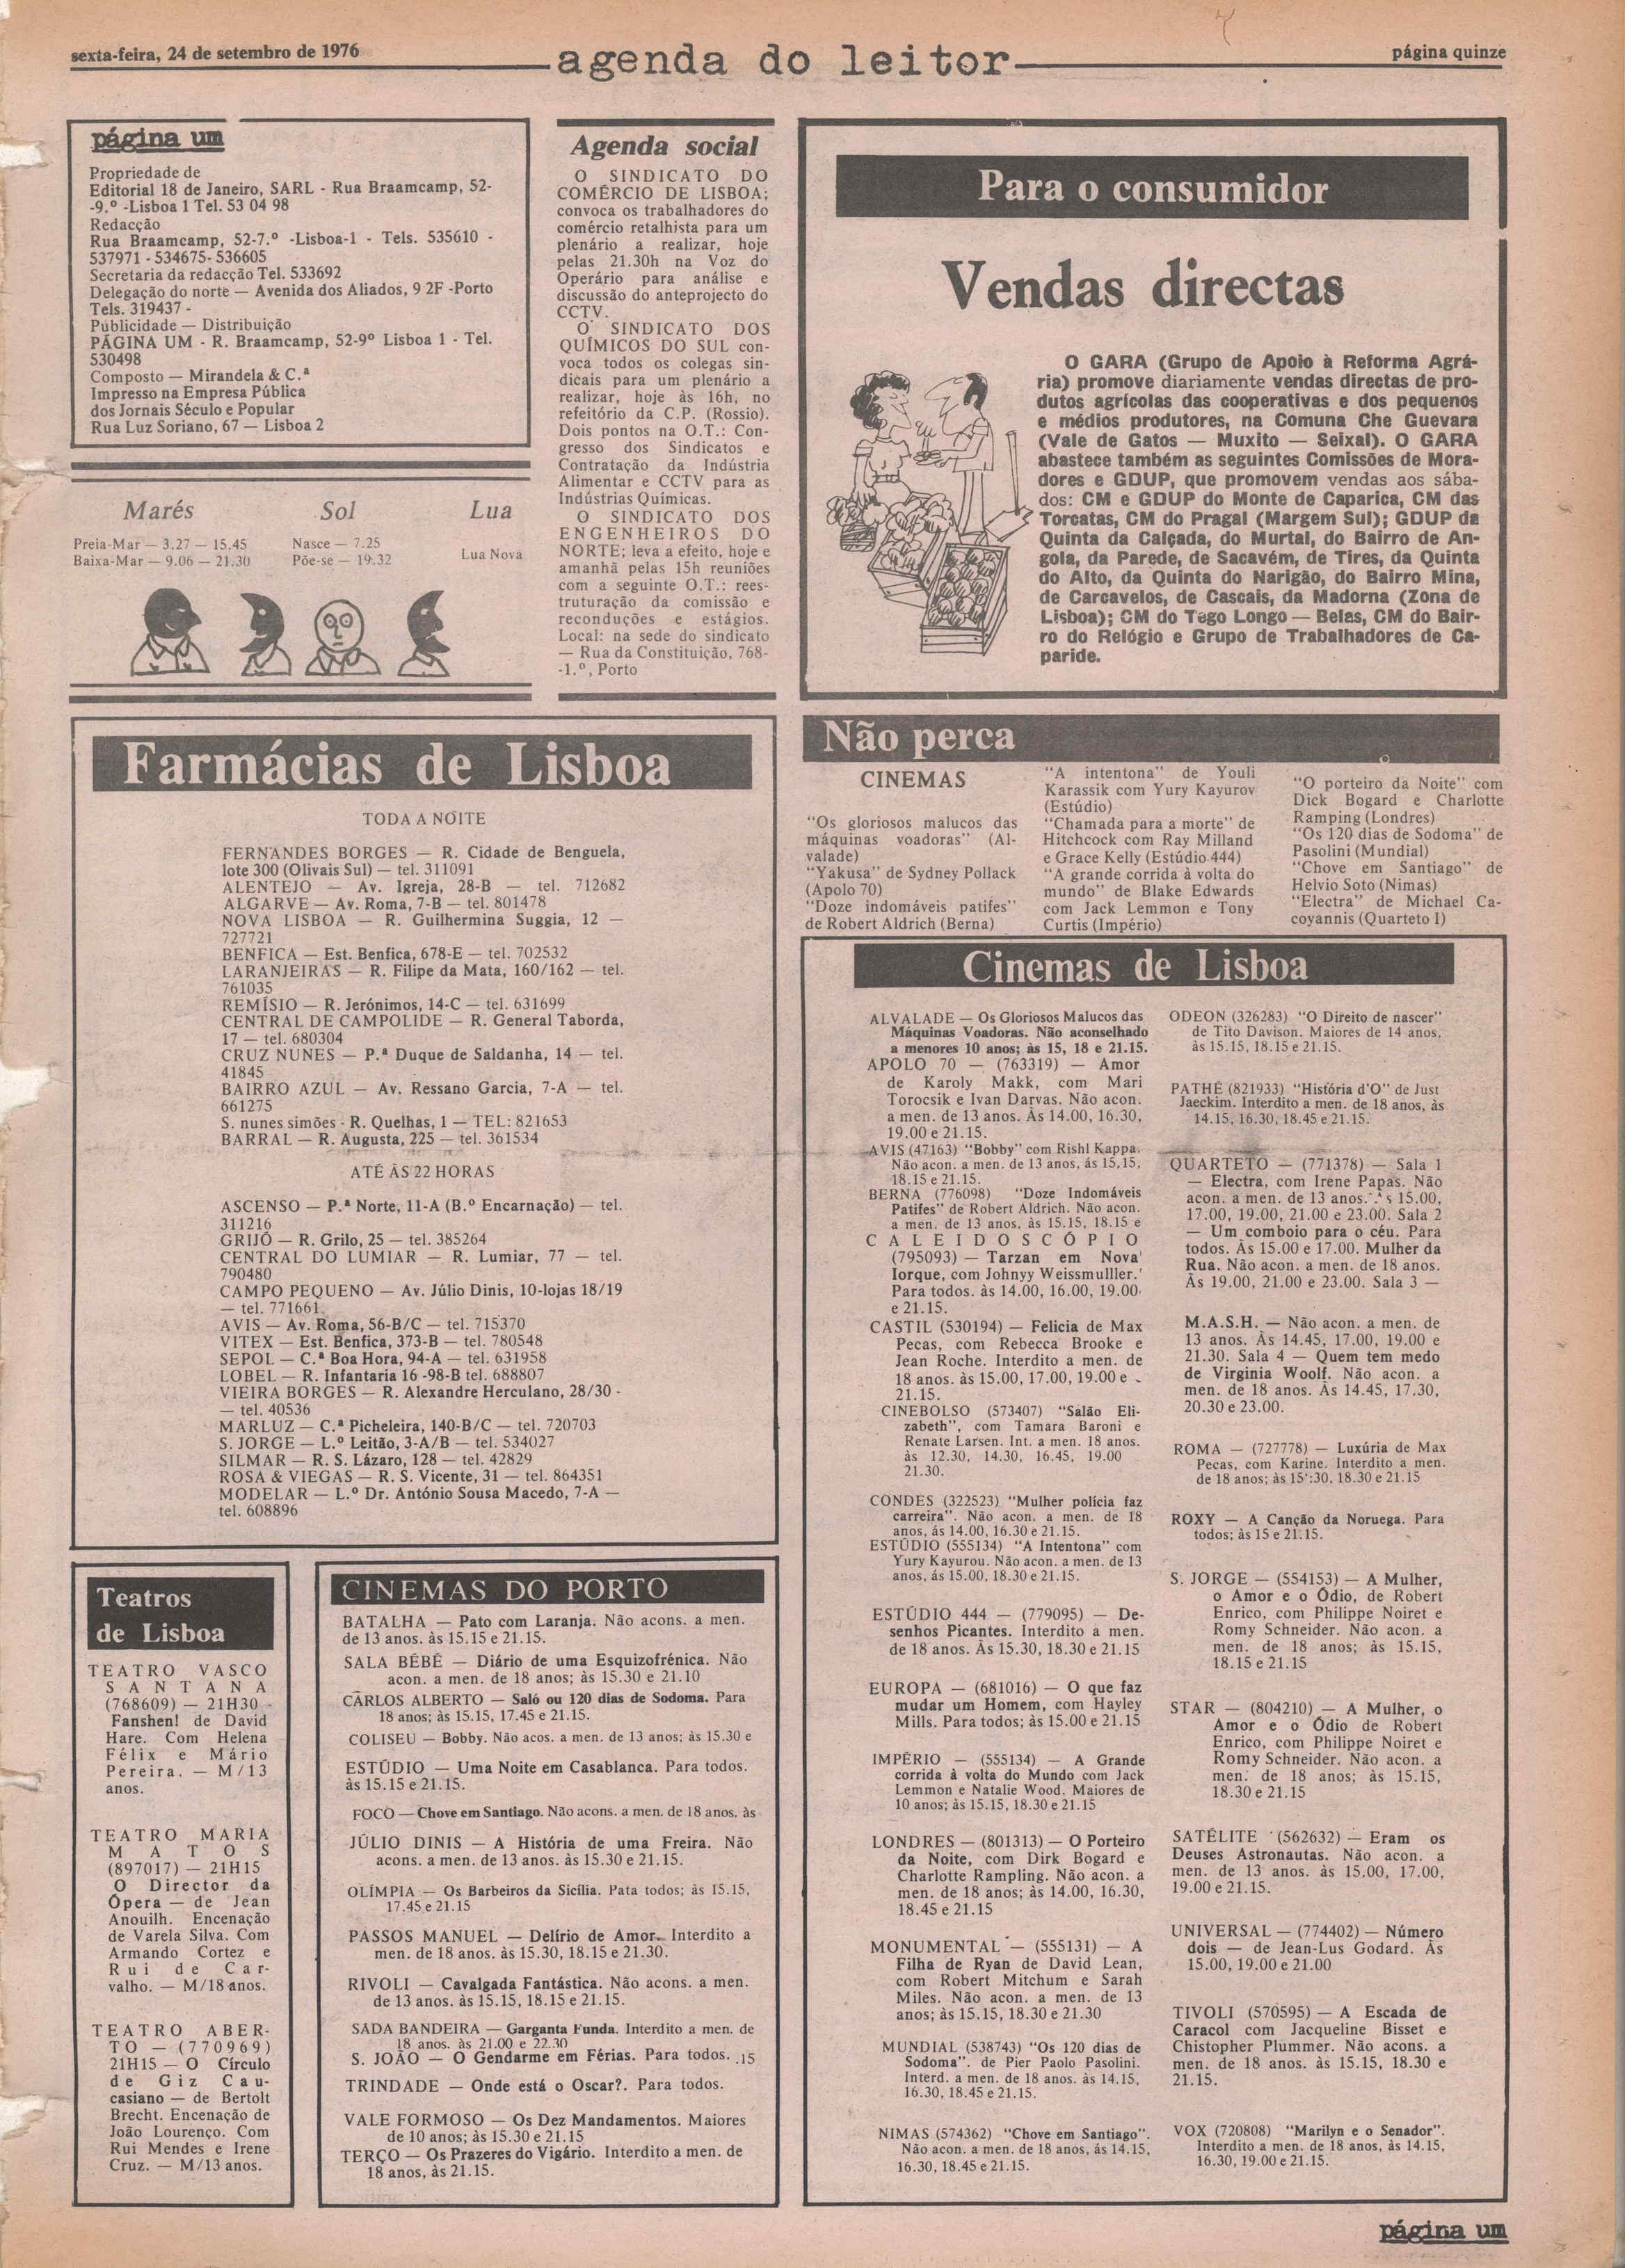 sexta-feira, 24 de setembro de 1976
agenda do leitor
página quinze
página um
Propriedade de
Editorial 18 de Janeiro, SARL - Rua Braamcamp, 52-
-9.º -Lisboa 1 Tel. 53 04 98
Redacção
Rua Braamcamp, 52-7.º -Lisboa-1 - Tels. 535610 -
537971 - 534675- 536605
Secretaria da redacção Tel. 533692
Delegação do norte — Avenida dos Aliados, 9 2F -Porto
Tels. 319437 -
Publicidade — Distribuição
PÁGINA UM - R. Braamcamp, 52-9º Lisboa 1 - Tel.
530498
Composto — Mirandela & C.ª
Impresso na Empresa Pública
dos Jornais Século e Popular
Rua Luz Soriano, 67 — Lisboa 2
Marés
Preia-Mar — 3.27 — 15.45
Baixa-Mar — 9.06 — 21.30
Sol
Nasce — 7.25
Põe-se — 19.32
Lua
Lua Nova
Agenda social
O SINDICATO DO
COMÉRCIO DE LISBOA;
convoca os trabalhadores do
comércio retalhista para um
plenário a realizar, hoje
pelas 21.30h na Voz do
Operário para análise e
discussão do anteprojecto do
CCTV.
O SINDICATO DOS
QUÍMICOS DO SUL con-
voca todos os colegas sin-
dicais para um plenário a
realizar, hoje às 16h, no
refeitório da C.P. (Rossio).
Dois pontos na O.T.: Con-
gresso dos Sindicatos e
Contratação da Indústria
Alimentar e CCTV para as
Indústrias Químicas.
O SINDICATO DOS
ENGENHEIROS DO
NORTE; leva a efeito, hoje e
amanhã pelas 15h reuniões
com a seguinte O.T.: rees-
truturação da comissão e
reconduções e estágios.
Local: na sede do sindicato
— Rua da Constituição, 768-
-1.º, Porto
Para o consumidor
Vendas directas
O GARA (Grupo de Apoio à Reforma Agrá-
ria) promove diariamente vendas directas de pro-
dutos agrícolas das cooperativas e dos pequenos
e médios produtores, na Comuna Che Guevara
(Vale de Gatos — Muxito — Seixal). O GARA
abastece também as seguintes Comissões de Mora-
dores e GDUP, que promovem vendas aos sába-
dos: CM e GDUP do Monte de Caparica, CM das
Torcatas, CM do Pragal (Margem Sul); GDUP da
Quinta da Calçada, do Murtal, do Bairro de An-
gola, da Parede, de Sacavém, de Tires, da Quinta
do Alto, da Quinta do Narigão, do Bairro Mina,
de Carcavelos, de Cascais, da Madorna (Zona de
Lisboa); CM do Tego Longo — Belas, CM do Bair-
ro do Relógio e Grupo de Trabalhadores de Ca-
paride.
Farmácias de Lisboa
TODA A NOITE
FERNANDES BORGES — R. Cidade de Benguela,
lote 300 (Olivais Sul) — tel. 311091
ALENTEJO — Av. Igreja, 28-B — tel. 712682
ALGARVE — Av. Roma, 7-B — tel. 801478
NOVA LISBOA — R. Guilhermina Suggia, 12 —
727721
BENFICA — Est. Benfica, 678-E — tel. 702532
LARANJEIRAS — R. Filipe da Mata, 160/162 — tel.
761035
REMÍSIO — R. Jerónimos, 14-C — tel. 631699
CENTRAL DE CAMPOLIDE — R. General Taborda,
17 — tel. 680304
CRUZ NUNES — P.ª Duque de Saldanha, 14 — tel.
41845
BAIRRO AZUL — Av. Ressano Garcia, 7-A — tel.
661275
S. nunes simões - R. Quelhas, 1 — TEL: 821653
BARRAL — R. Augusta, 225 — tel. 361534
ATÉ ÀS 22 HORAS
ASCENSO — P.ª Norte, 11-A (B.º Encarnação) — tel.
311216
GRIJÓ — R. Grilo, 25 — tel. 385264
CENTRAL DO LUMIAR — R. Lumiar, 77 — tel.
790480
CAMPO PEQUENO — Av. Júlio Dinis, 10-lojas 18/19
— tel. 771661
AVIS — Av. Roma, 56-B/C — tel. 715370
VITEX — Est. Benfica, 373-B — tel. 780548
SEPOL — C.ª Boa Hora, 94-A — tel. 631958
LOBEL — R. Infantaria 16 -98-B tel. 688807
VIEIRA BORGES — R. Alexandre Herculano, 28/30 -
— tel. 40536
MARLUZ — C.ª Picheleira, 140-B/C — tel. 720703
S. JORGE — L.º Leitão, 3-A/B — tel. 534027
SILMAR — R. S. Lázaro, 128 — tel. 42829
ROSA & VIEGAS — R. S. Vicente, 31 — tel. 864351
MODELAR — L.º Dr. António Sousa Macedo, 7-A —
tel. 608896
Não perca
CINEMAS
"Os gloriosos malucos das
máquinas voadoras" (Al-
valade)
"Yakusa" de Sydney Pollack
(Apolo 70)
"Doze indomáveis patifes"
de Robert Aldrich (Berna)
"A intentona" de Youli
Karassik com Yury Kayurov
(Estúdio)
"Chamada para a morte" de
Hitchcock com Ray Milland
e Grace Kelly (Estúdio 444)
"A grande corrida à volta do
mundo" de Blake Edwards
com Jack Lemmon e Tony
Curtis (Império)
"O porteiro da Noite" com
Dick Bogard e Charlotte
Ramping (Londres)
"Os 120 dias de Sodoma" de
Pasolini (Mundial)
"Chove em Santiago" de
Helvio Soto (Nimas)
"Electra" de Michael Ca-
coyannis (Quarteto I)
Cinemas de Lisboa
ALVALADE — Os Gloriosos Malucos das
Máquinas Voadoras. Não aconselhado
a menores 10 anos; às 15, 18 e 21.15.
APOLO 70 — (763319) — Amor
de Karoly Makk, com Mari
Torocsik e Ivan Darvas. Não acon.
a men. de 13 anos. Às 14.00, 16.30,
19.00 e 21.15.
AVIS (47163) "Bobby" com Rishl Kappa.
Não acon. a men. de 13 anos, ás 15.15,
18.15 e 21.15.
BERNA (776098) "Doze Indomáveis
Patifes" de Robert Aldrich. Não acon.
a men. de 13 anos, às 15.15, 18.15 e
CALEIDOSCÓPIO
(795093) — Tarzan em Nova
Iorque, com Johnyy Weissmulller.
Para todos. às 14.00, 16.00, 19.00
e 21.15.
CASTIL (530194) — Felicia de Max
Pecas, com Rebecca Brooke e
Jean Roche. Interdito a men. de
18 anos. às 15.00, 17.00, 19.00 e
21.15.
CINEBOLSO (573407) "Salão Eli-
zabeth", com Tamara Baroni e
Renate Larsen. Int. a men. 18 anos.
às 12.30, 14.30, 16.45, 19.00
21.30.
CONDES (322523) "Mulher polícia faz
carreira". Não acon. a men. de 18
anos, ás 14.00, 16.30 e 21.15.
ESTÚDIO (555134) "A Intentona" com
Yury Kayurou. Não acon. a men. de 13
anos, ás 15.00, 18.30 e 21.15.
ESTÚDIO 444 — (779095) — De-
senhos Picantes. Interdito a men.
de 18 anos. Às 15.30, 18.30 e 21.15
EUROPA — (681016) — O que faz
mudar um Homem, com Hayley
Mills. Para todos; às 15.00 e 21.15
IMPÉRIO — (555134) — A Grande
corrida à volta do Mundo com Jack
Lemmon e Natalie Wood. Maiores de
10 anos; às 15.15, 18.30 e 21.15
LONDRES — (801313) — O Porteiro
da Noite, com Dirk Bogard e
Charlotte Rampling. Não acon. a
men. de 18 anos; às 14.00, 16.30,
18.45 e 21.15
MONUMENTAL — (555131) — A
Filha de Ryan de David Lean,
com Robert Mitchum e Sarah
Miles. Não acon. a men. de 13
anos; às 15.15, 18.30 e 21.30
MUNDIAL (538743) "Os 120 dias de
Sodoma". de Pier Paolo Pasolini.
Interd. a men. de 18 anos. às 14.15,
16.30, 18.45 e 21.15.
NIMAS (574362) "Chove em Santiago".
Não acon. a men. de 18 anos, ás 14.15,
16.30, 18.45 e 21.15.
ODEON (326283) "O Direito de nascer"
de Tito Davison. Maiores de 14 anos,
às 15.15, 18.15 e 21.15.
PATHÉ (821933) "História d'O" de Just
Jaeckim. Interdito a men. de 18 anos, às
14.15, 16.30, 18.45 e 21.15.
QUARTETO — (771378) — Sala 1
— Electra, com Irene Papas. Não
acon. a men. de 13 anos. Às 15.00,
17.00, 19.00, 21.00 e 23.00. Sala 2
— Um comboio para o céu. Para
todos. Às 15.00 e 17.00. Mulher da
Rua. Não acon. a men. de 18 anos.
Às 19.00, 21.00 e 23.00. Sala 3 —
M.A.S.H. — Não acon. a men. de
13 anos. Às 14.45, 17.00, 19.00 e
21.30. Sala 4 — Quem tem medo
de Virginia Woolf. Não acon. a
men. de 18 anos. Às 14.45, 17.30,
20.30 e 23.00.
ROMA — (727778) — Luxúria de Max
Pecas, com Karine. Interdito a men.
de 18 anos; às 15:30, 18.30 e 21.15
ROXY — A Canção da Noruega. Para
todos; às 15 e 21.15.
S. JORGE — (554153) — A Mulher,
o Amor e o Ódio, de Robert
Enrico, com Philippe Noiret e
Romy Schneider. Não acon. a
men. de 18 anos; às 15.15,
18.15 e 21.15
STAR — (804210) — A Mulher, o
Amor e o Ódio de Robert
Enrico, com Philippe Noiret e
Romy Schneider. Não acon. a
men. de 18 anos; às 15.15,
18.30 e 21.15
SATÉLITE (562632) — Eram os
Deuses Astronautas. Não acon. a
men. de 13 anos. às 15.00, 17.00,
19.00 e 21.15.
UNIVERSAL — (774402) — Número
dois — de Jean-Lus Godard. Às
15.00, 19.00 e 21.00
TIVOLI (570595) — A Escada de
Caracol com Jacqueline Bisset e
Chistopher Plummer. Não acons. a
men. de 18 anos. às 15.15, 18.30 e
21.15.
VOX (720808) "Marilyn e o Senador".
Interdito a men. de 18 anos, às 14.15,
16.30, 19.00 e 21.15.
Teatros
de Lisboa
TEATRO VASCO
SANTANA
(768609) — 21H30 -
Fanshen! de David
Hare. Com Helena
Félix e Mário
Pereira. — M/13
anos.
TEATRO MARIA
MATOS
(897017) — 21H15
O Director da
Ópera — de Jean
Anouilh. Encenação
de Varela Silva. Com
Armando Cortez e
Rui de Car-
valho. — M/18 anos.
TEATRO ABER-
TO — (770969)
21H15 — O Círculo
de Giz Cau-
casiano — de Bertolt
Brecht. Encenação de
João Lourenço. Com
Rui Mendes e Irene
Cruz. — M/13 anos.
CINEMAS DO PORTO
BATALHA — Pato com Laranja. Não acons. a men.
de 13 anos. às 15.15 e 21.15.
SALA BÉBÉ — Diário de uma Esquizofrénica. Não
acon. a men. de 18 anos; às 15.30 e 21.10
CARLOS ALBERTO — Saló ou 120 dias de Sodoma. Para
18 anos; às 15.15, 17.45 e 21.15.
COLISEU — Bobby. Não acos. a men. de 13 anos; às 15.30 e
ESTÚDIO — Uma Noite em Casablanca. Para todos.
às 15.15 e 21.15.
FOCO — Chove em Santiago. Não acons. a men. de 18 anos. às
JÚLIO DINIS — A História de uma Freira. Não
acons. a men. de 13 anos. às 15.30 e 21.15.
OLÍMPIA — Os Barbeiros da Sicília. Pata todos; às 15.15,
17.45 e 21.15
PASSOS MANUEL — Delírio de Amor. Interdito a
men. de 18 anos. às 15.30, 18.15 e 21.30.
RIVOLI — Cavalgada Fantástica. Não acons. a men.
de 13 anos. às 15.15, 18.15 e 21.15.
SADA BANDEIRA — Garganta Funda. Interdito a men. de
18 anos. às 21.00 e 22.30
S. JOÃO — O Gendarme em Férias. Para todos. .15
TRINDADE — Onde está o Oscar?. Para todos.
VALE FORMOSO — Os Dez Mandamentos. Maiores
de 10 anos; às 15.30 e 21.15
TERÇO — Os Prazeres do Vigário. Interdito a men. de
18 anos, às 21.15.
página um